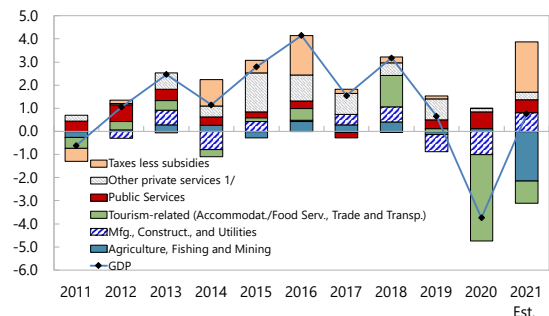 5.0
4.0
3.0
2.0
1.0
0.0
-1.0
-2.0
-3.0
-4.0
-5.0
-6.0
Taxes less subsidies
Other private services 1/
Public Services
Tourism-related (Accommodat./Food Serv., Trade and Transp.)
Mfg., Construct., and Utilities
Agriculture, Fishing and Mining
GDP
2011 2012 2013 2014 2015 2016 2017 2018 2019 2020 2021
Est.